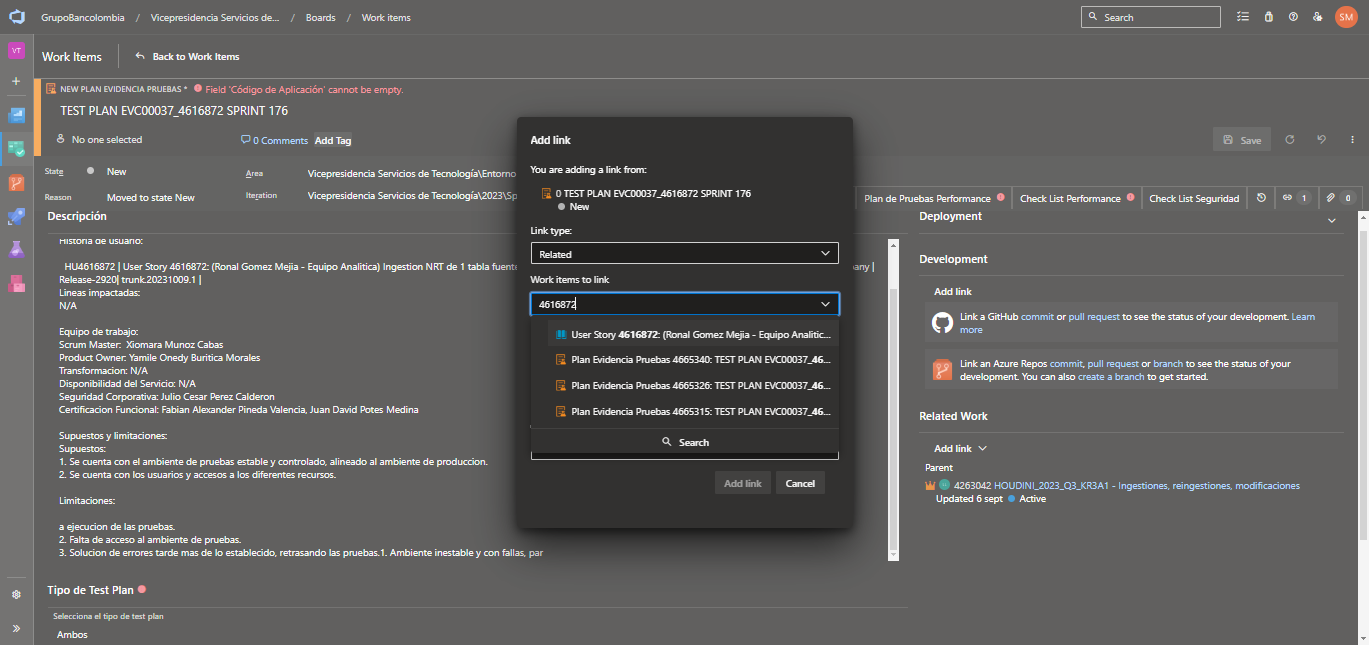 GrupoBancolombia / Vicepresidencia Servicios de... / Boards / Work items
Search
SM
VT
Work Items
Back to Work Items
NEW PLAN EVIDENCIA PRUEBAS * Field 'Código de Aplicación' cannot be empty.
TEST PLAN EVC00037_4616872 SPRINT 176
No one selected
0 Comments
Add Tag
Save
State
New
Area
Vicepresidencia Servicios de Tecnología\Entorno
Reason
Moved to state New
Iteration
Vicepresidencia Servicios de Tecnología\2023\Sp
Plan de Pruebas Performance
Check List Performance
Check List Seguridad
1
0
Descripción
Historia de usuario:
HU4616872 | User Story 4616872: (Ronal Gomez Mejia - Equipo Analitica) Ingestion NRT de 1 tabla fuente
any |
Release-2920| trunk.20231009.1 |
Lineas impactadas:
N/A
Equipo de trabajo:
Scrum Master: Xiomara Munoz Cabas
Product Owner: Yamile Onedy Buritica Morales
Transformacion: N/A
Disponibilidad del Servicio: N/A
Seguridad Corporativa: Julio Cesar Perez Calderon
Certificacion Funcional: Fabian Alexander Pineda Valencia, Juan David Potes Medina
Supuestos y limitaciones:
Supuestos:
1. Se cuenta con el ambiente de pruebas estable y controlado, alineado al ambiente de produccion.
2. Se cuenta con los usuarios y accesos a los diferentes recursos.
Limitaciones:
a ejecucion de las pruebas.
2. Falta de acceso al ambiente de pruebas.
3. Solucion de errores tarde mas de lo establecido, retrasando las pruebas.1. Ambiente inestable y con fallas, par
Tipo de Test Plan
Selecciona el tipo de test plan
Ambos
Add link
You are adding a link from:
0 TEST PLAN EVC00037_4616872 SPRINT 176
New
Link type:
Related
Work items to link
4616872
User Story 4616872: (Ronal Gomez Mejia - Equipo Analitic...
Plan Evidencia Pruebas 4665340: TEST PLAN EVC00037_46...
Plan Evidencia Pruebas 4665326: TEST PLAN EVC00037_46...
Plan Evidencia Pruebas 4665315: TEST PLAN EVC00037_46...
Search
Add link
Cancel
Deployment
Development
Add link
Link a GitHub commit or pull request to see the status of your development. Learn
more
Link an Azure Repos commit, pull request or branch to see the status of your
development. You can also create a branch to get started.
Related Work
Add link
Parent
4263042 HOUDINI_2023_Q3_KR3A1 - Ingestiones, reingestiones, modificaciones
Updated 6 sept Active